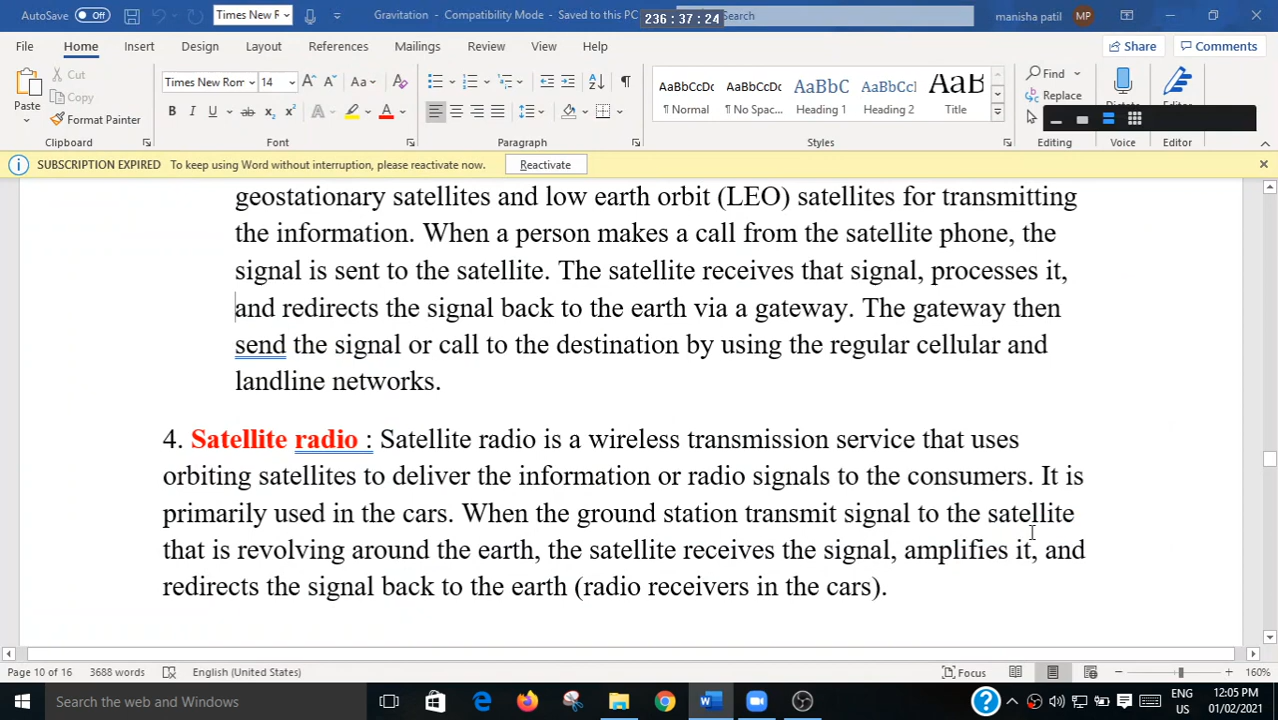 AutoSave Off Times New R Gravitation - Compatibility Mode - Saved to this PC 236 : 37 : 24 Search manisha patil MP
File Home Insert Design Layout References Mailings Review View Help Share Comments
Paste Cut Copy Format Painter
Times New Rom 14 Aa
B I U ab x₂ x² A A
AaBbCcDc AaBbCcDc AaBbC AaBbCcI AaB
¶ Normal ¶ No Spac... Heading 1 Heading 2 Title
Find Replace
Clipboard Font Paragraph Styles Editing Voice Editor
SUBSCRIPTION EXPIRED To keep using Word without interruption, please reactivate now. Reactivate
geostationary satellites and low earth orbit (LEO) satellites for transmitting
the information. When a person makes a call from the satellite phone, the
signal is sent to the satellite. The satellite receives that signal, processes it,
and redirects the signal back to the earth via a gateway. The gateway then
send the signal or call to the destination by using the regular cellular and
landline networks.
4. Satellite radio : Satellite radio is a wireless transmission service that uses
orbiting satellites to deliver the information or radio signals to the consumers. It is
primarily used in the cars. When the ground station transmit signal to the satellite
that is revolving around the earth, the satellite receives the signal, amplifies it, and
redirects the signal back to the earth (radio receivers in the cars).
Page 10 of 16 3688 words English (United States) Focus 160%
Search the web and Windows ENG US 12:05 PM 01/02/2021